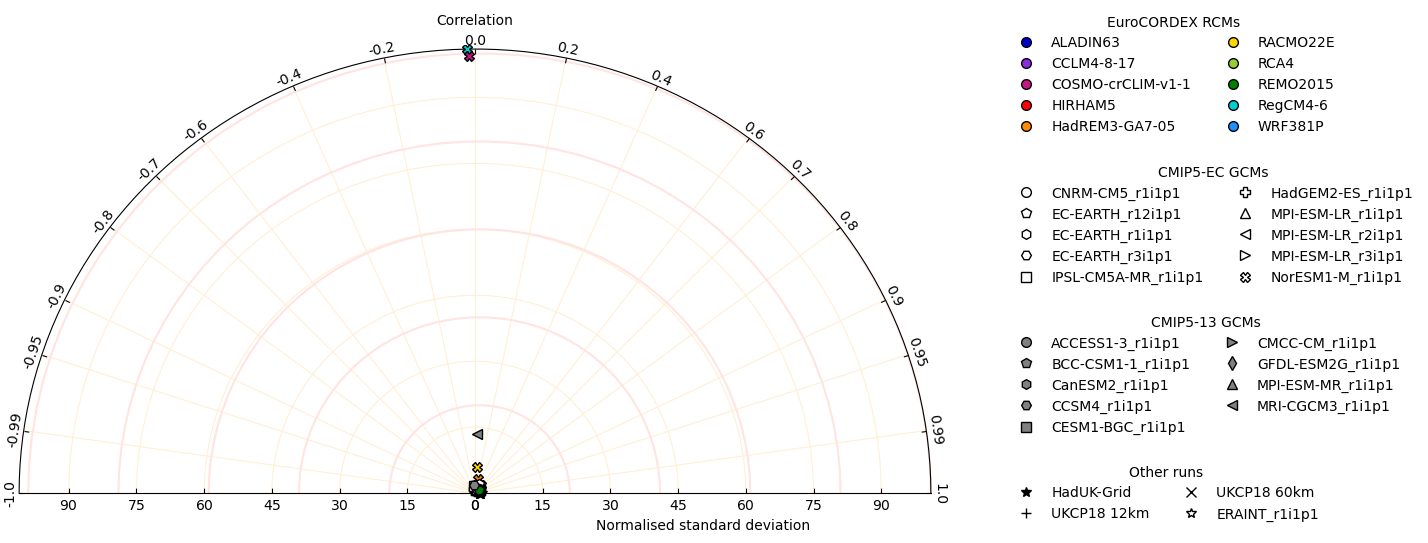 Correlation
0.0
-0.2
0.2
-0.4
0.4
-0.6
0.6
-0.7
0.7
-0.8
0.8
-0.9
0.9
-0.95
0.95
-0.99
0.99
-1.0
1.0
90 75 60 45 30 15 0 0 15 30 45 60 75 90
Normalised standard deviation
EuroCORDEX RCMs
ALADIN63 RACMO22E
CCLM4-8-17 RCA4
COSMO-crCLIM-v1-1 REMO2015
HIRHAM5 RegCM4-6
HadREM3-GA7-05 WRF381P
CMIP5-EC GCMs
CNRM-CM5_r1i1p1 HadGEM2-ES_r1i1p1
EC-EARTH_r12i1p1 MPI-ESM-LR_r1i1p1
EC-EARTH_r1i1p1 MPI-ESM-LR_r2i1p1
EC-EARTH_r3i1p1 MPI-ESM-LR_r3i1p1
IPSL-CM5A-MR_r1i1p1 NorESM1-M_r1i1p1
CMIP5-13 GCMs
ACCESS1-3_r1i1p1 CMCC-CM_r1i1p1
BCC-CSM1-1_r1i1p1 GFDL-ESM2G_r1i1p1
CanESM2_r1i1p1 MPI-ESM-MR_r1i1p1
CCSM4_r1i1p1 MRI-CGCM3_r1i1p1
CESM1-BGC_r1i1p1
Other runs
HadUK-Grid UKCP18 60km
UKCP18 12km ERAINT_r1i1p1